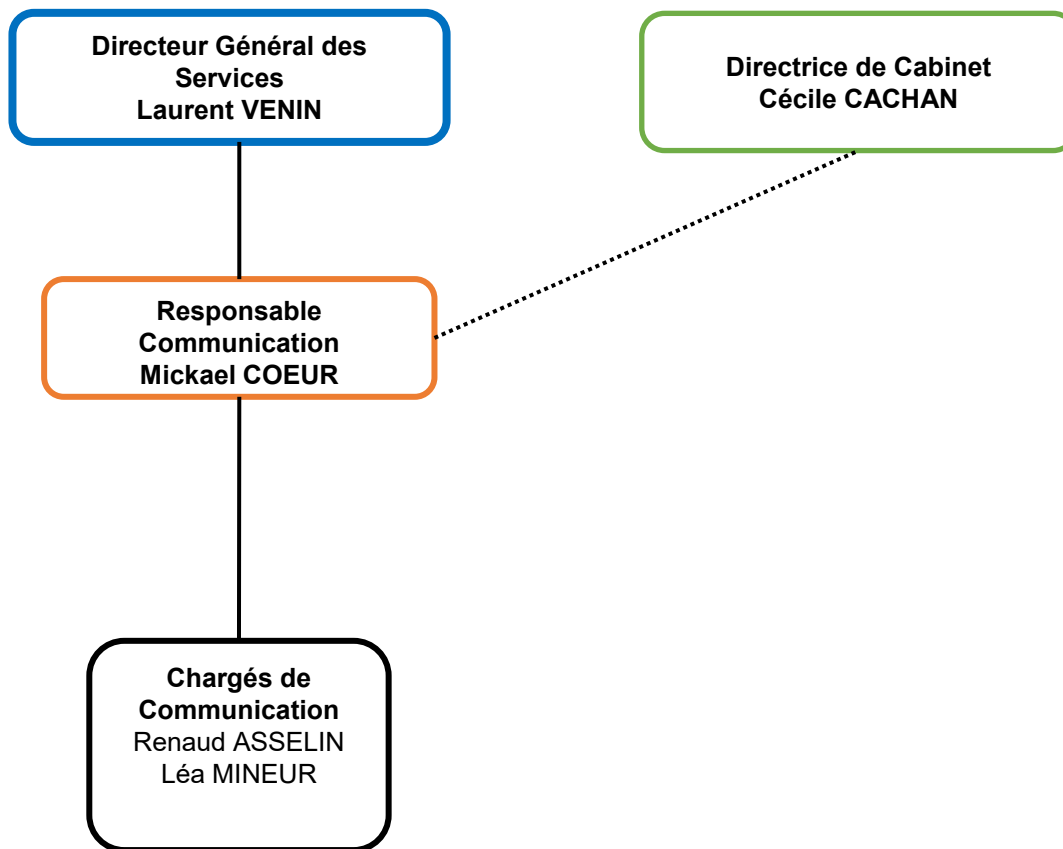 Directeur Général des
Services
Laurent VENIN
Directrice de Cabinet
Cécile CACHAN
Responsable
Communication
Mickael COEUR
Chargés de
Communication
Renaud ASSELIN
Léa MINEUR